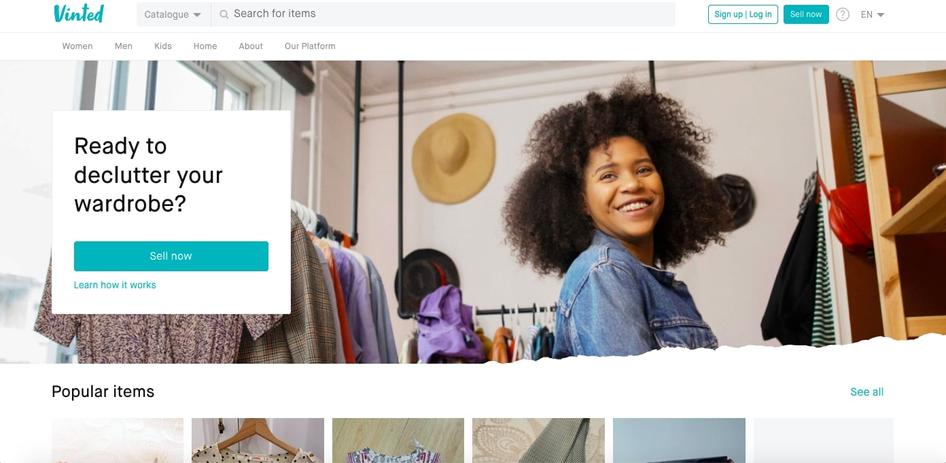 Vinted
Catalogue
Search for items
Sign up | Log in
Sell now
?
EN
Women
Men
Kids
Home
About
Our Platform
Ready to
declutter your
wardrobe?
Sell now
Learn how it works
Popular items
See all